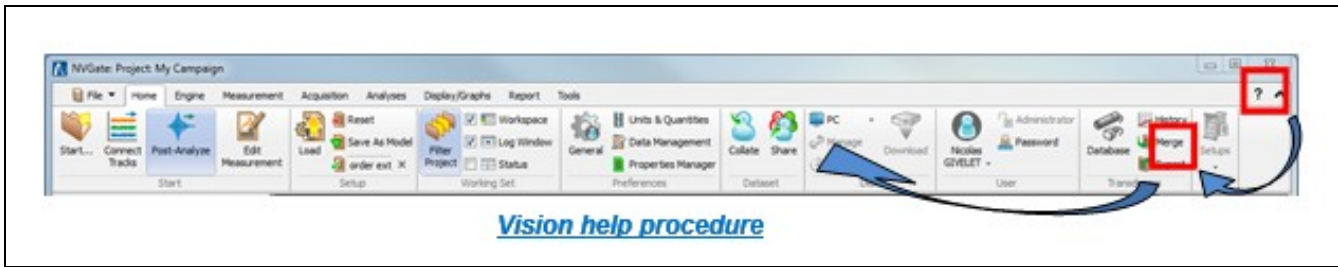 NVGate: Project: My Campaign
File Home Engine Measurement Acquisition Analyses Display/Graphs Report Tools ?
Reset Workspace Units & Quantities PC Administrator History
Save As Model Log Window Data Management Manage Password Merge
Start... Connect Tracks Post-Analyze Edit Measurement Load order ext X Filter Project Status General Properties Manager Collate Share Download Nicolas GIVELET Database Setups
Start Setup Working Set Preferences Dataset User
Vision help procedure